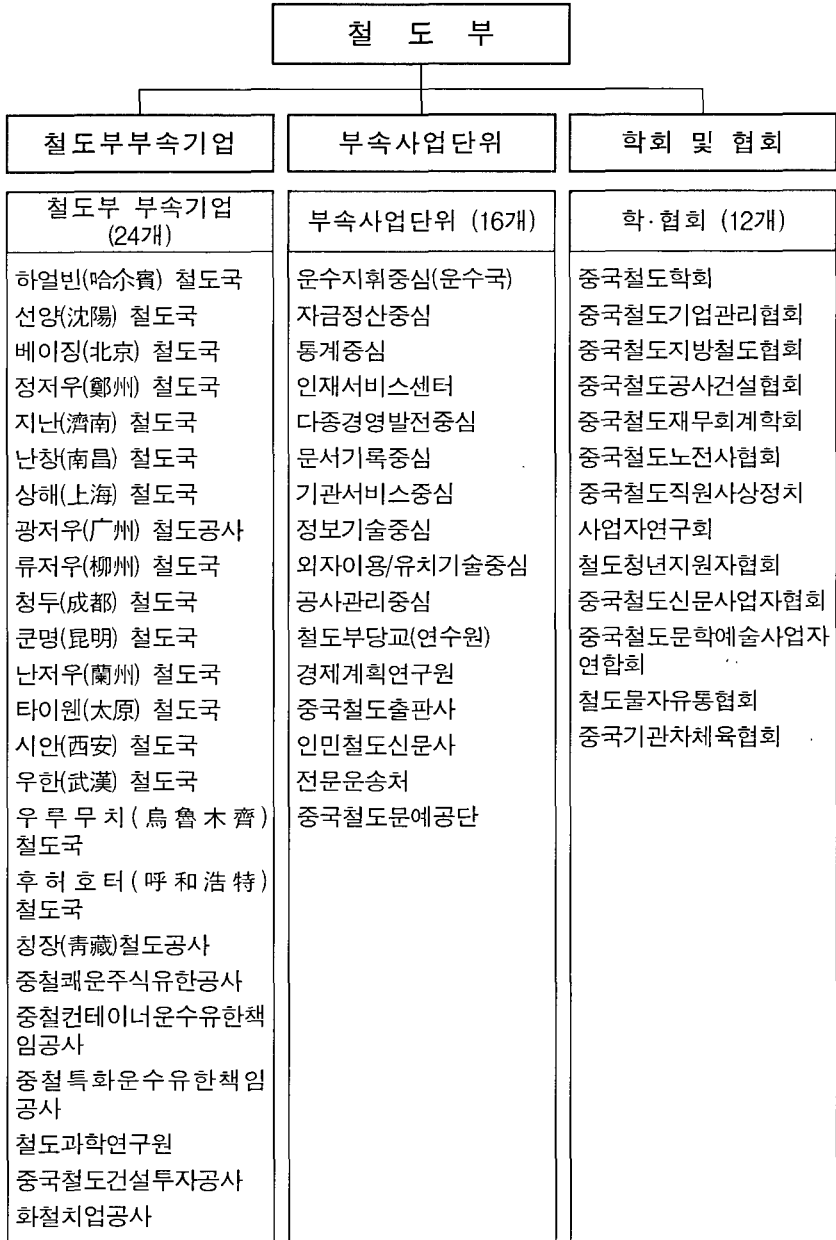 철 도 부
철도부부속기업
부속사업단위
학회 및 협회
철도부 부속기업
(24개)
하얼빈(哈尒賓) 철도국
선양(沈陽) 철도국
베이징(北京) 철도국
정저우(鄭州) 철도국
지난(濟南) 철도국
난창(南昌) 철도국
상해(上海) 철도국
광저우(广州) 철도공사
류저우(柳州) 철도국
청두(成都) 철도국
쿤명(昆明) 철도국
난저우(蘭州) 철도국
타이웬(太原) 철도국
시안(西安) 철도국
우한(武漢) 철도국
우루무치(烏魯木齊)
철도국
후허호터(呼和浩特)
철도국
칭장(靑藏)철도공사
중철쾌운주식유한공사
중철컨테이너운수유한책
임공사
중철특화운수유한책임
공사
철도과학연구원
중국철도건설투자공사
화철치업공사
부속사업단위 (16개)
운수지휘중심(운수국)
자금정산중심
통계중심
인재서비스센터
다종경영발전중심
문서기록중심
기관서비스중심
정보기술중심
외자이용/유치기술중심
공사관리중심
철도부당교(연수원)
경제계획연구원
중국철도출판사
인민철도신문사
전문운송처
중국철도문예공단
학·협회 (12개)
중국철도학회
중국철도기업관리협회
중국철도지방철도협회
중국철도공사건설협회
중국철도재무회계학회
중국철도노전사협회
중국철도직원사상정치
사업자연구회
철도청년지원자협회
중국철도신문사업자협회
중국철도문학예술사업자
연합회
철도물자유통협회
중국기관차체육협회